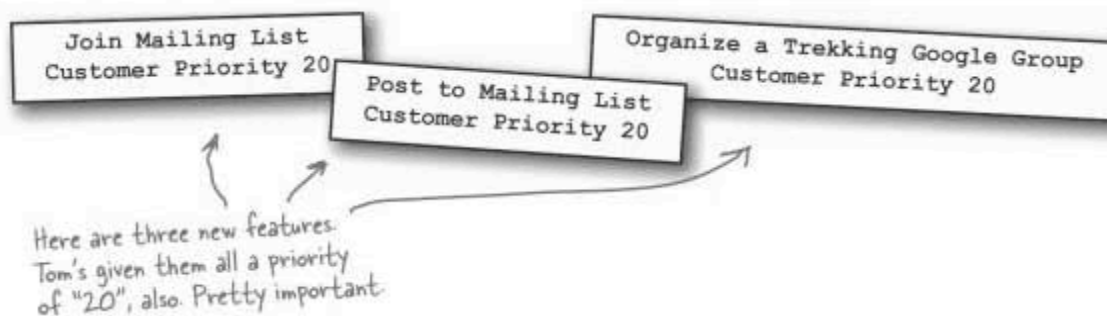 Join Mailing List
Customer Priority 20
Post to Mailing List
Customer Priority 20
Organize a Trekking Google Group
Customer Priority 20
Here are three new features.
Tom's given them all a priority
of "20", also. Pretty important.